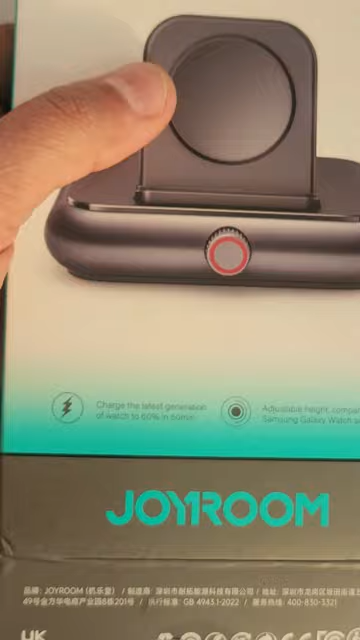 Charge the latest generation
of watch to 60% in 60min
Adjustable height, compa
Samsung Galaxy Watch s
JOYROOM
品牌: JOYROOM (机乐堂) / 制造商: 深圳市耐拓能源科技有限公司 / 地址: 深圳市龙岗区坂田街道五
49号金方华电商产业园6栋201号 / 执行标准: GB 4943.1-2022 / 服务热线: 400-830-3321
UK